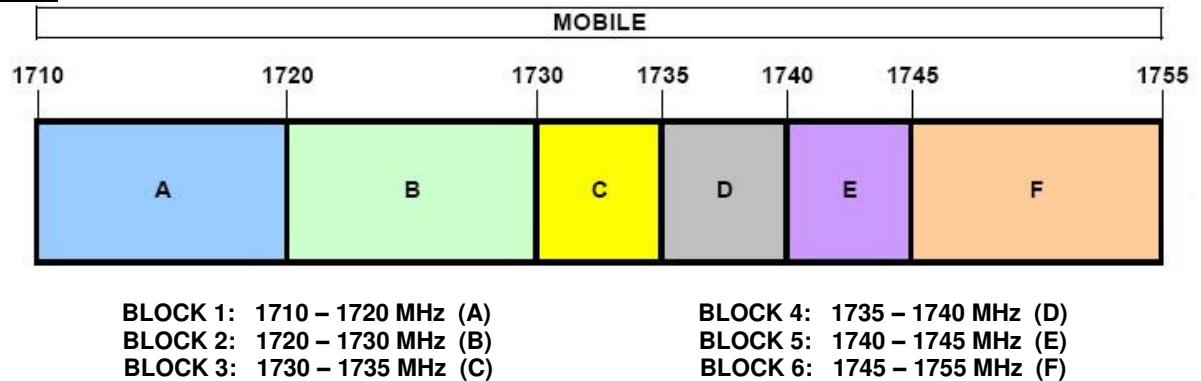 MOBILE
1710 1720 1730 1735 1740 1745 1755
A B C D E F
BLOCK 1: 1710 – 1720 MHz (A)
BLOCK 2: 1720 – 1730 MHz (B)
BLOCK 3: 1730 – 1735 MHz (C)
BLOCK 4: 1735 – 1740 MHz (D)
BLOCK 5: 1740 – 1745 MHz (E)
BLOCK 6: 1745 – 1755 MHz (F)